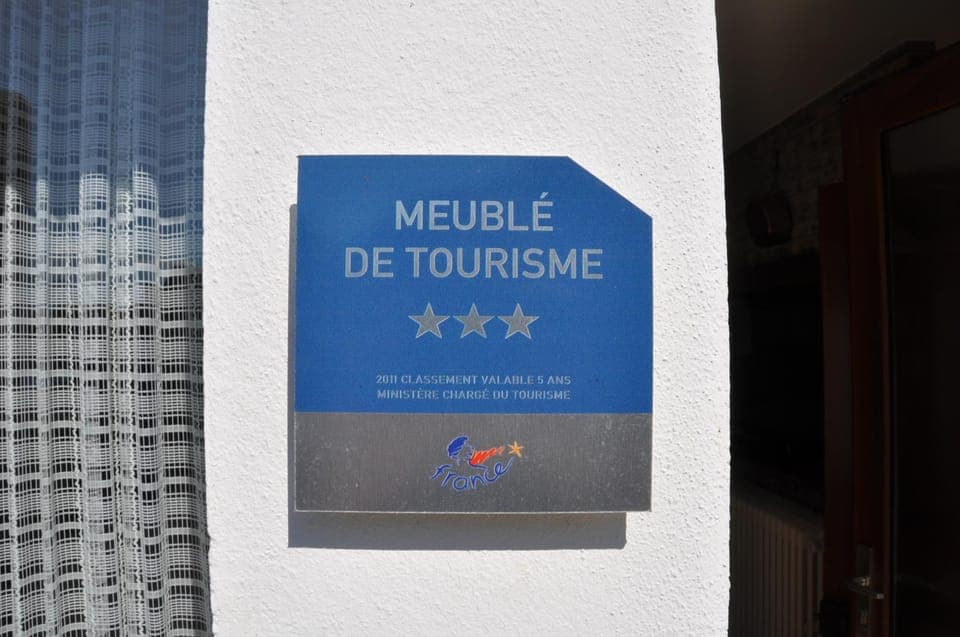 MEUBLÉ
DE TOURISME
2011 CLASSEMENT VALABLE 5 ANS
MINISTÈRE CHARGÉ DU TOURISME
france